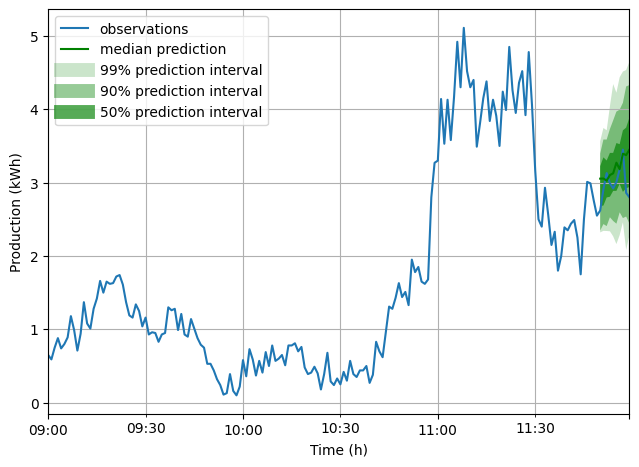 observations
median prediction
99% prediction interval
90% prediction interval
50% prediction interval
5
4
3
2
1
0
Production (kWh)
09:00
09:30
10:00
10:30
11:00
11:30
Time (h)